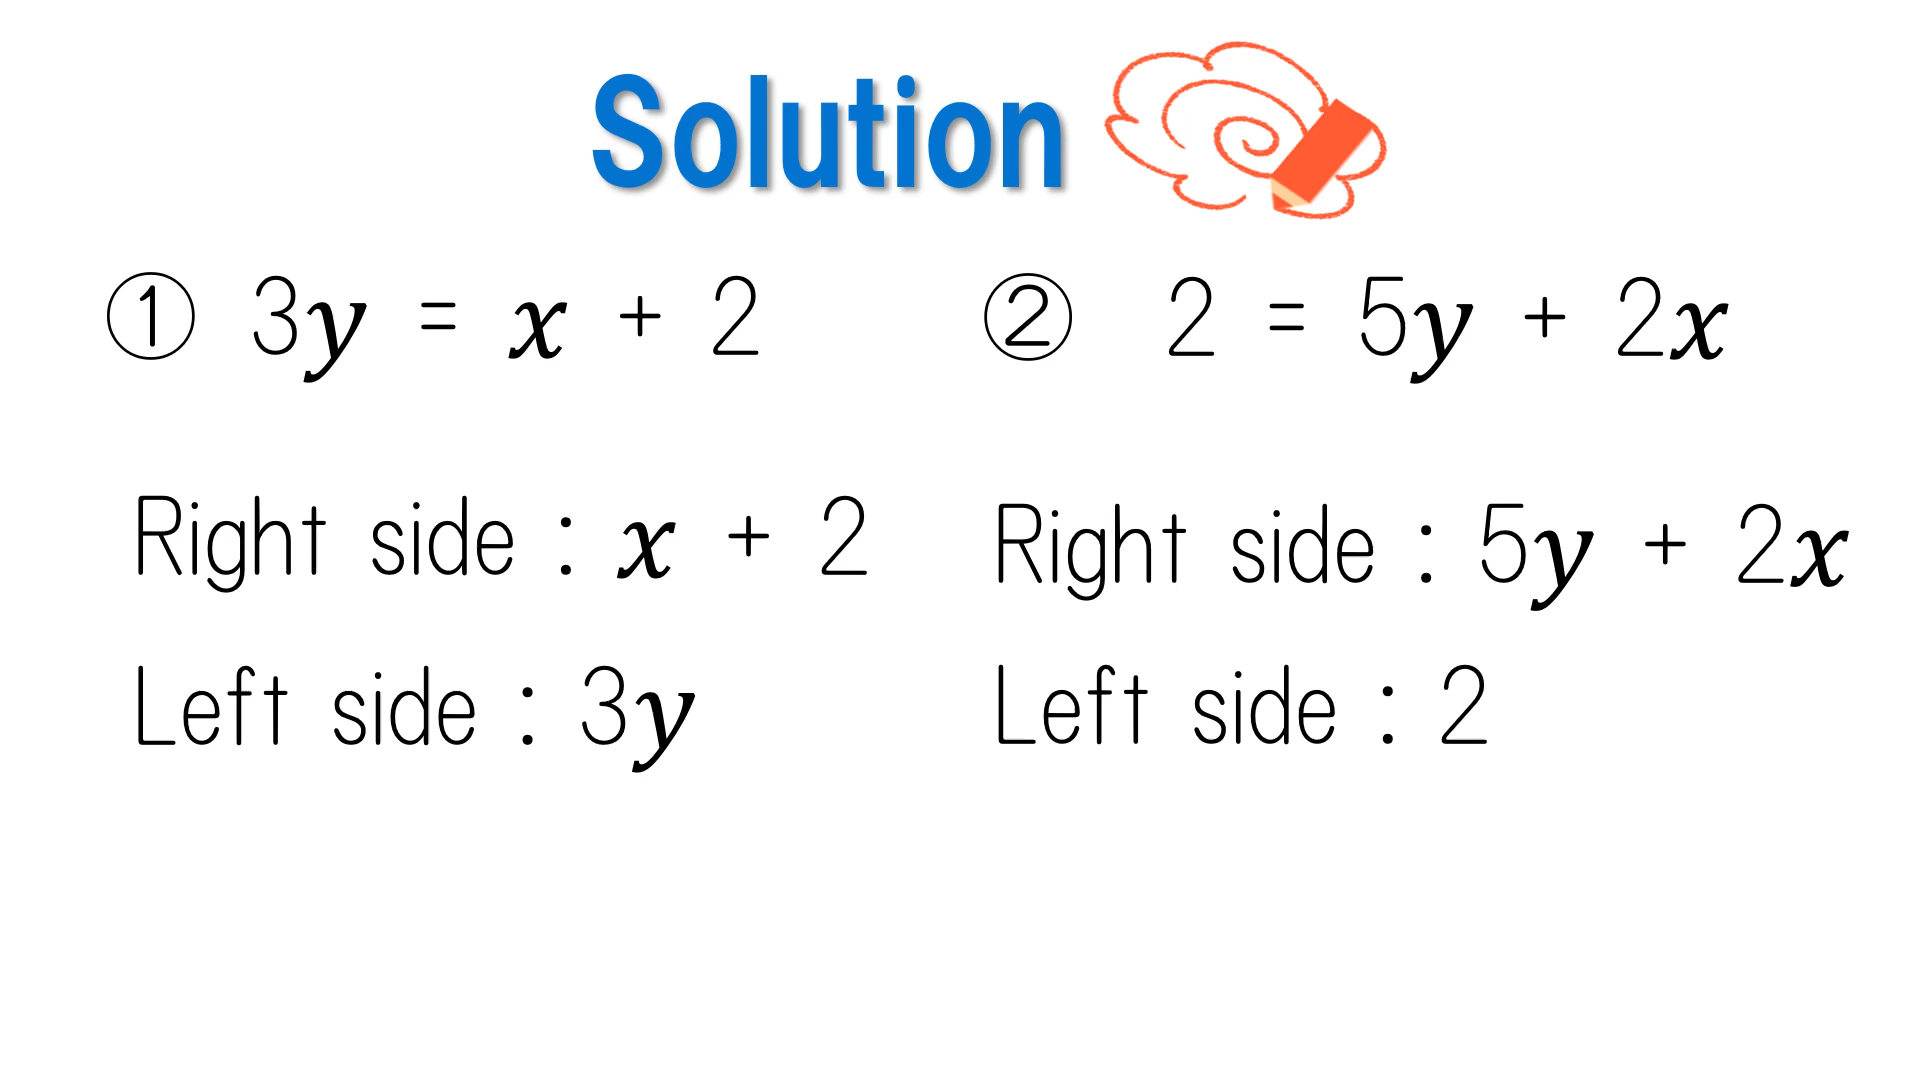 Solution
① 3y = x + 2
Right side : x + 2
Left side : 3y
② 2 = 5y + 2x
Right side : 5y + 2x
Left side : 2